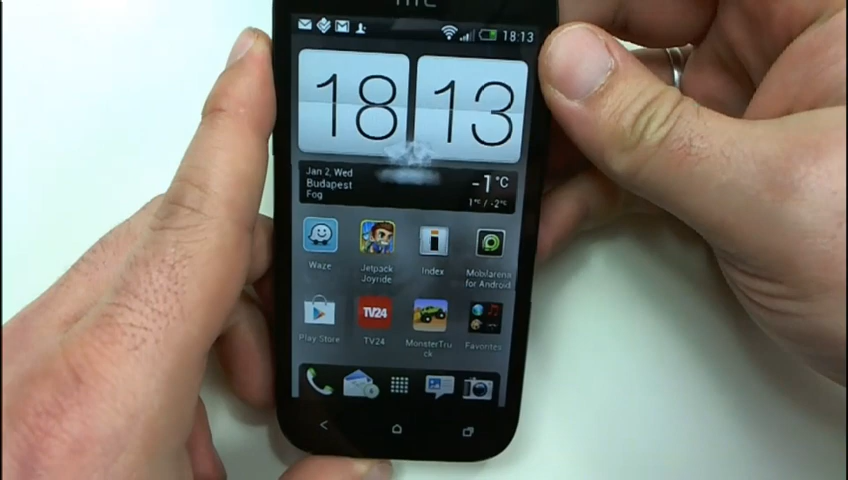 hTC
18:13
18 13
Jan 2, Wed
Budapest
Fog
-1°C
1°C / -2°C
Waze
Jetpack
Joyride
Index
Mobilarena
for Android
Play Store
TV24
TV24
MonsterTru
ck
Favorites